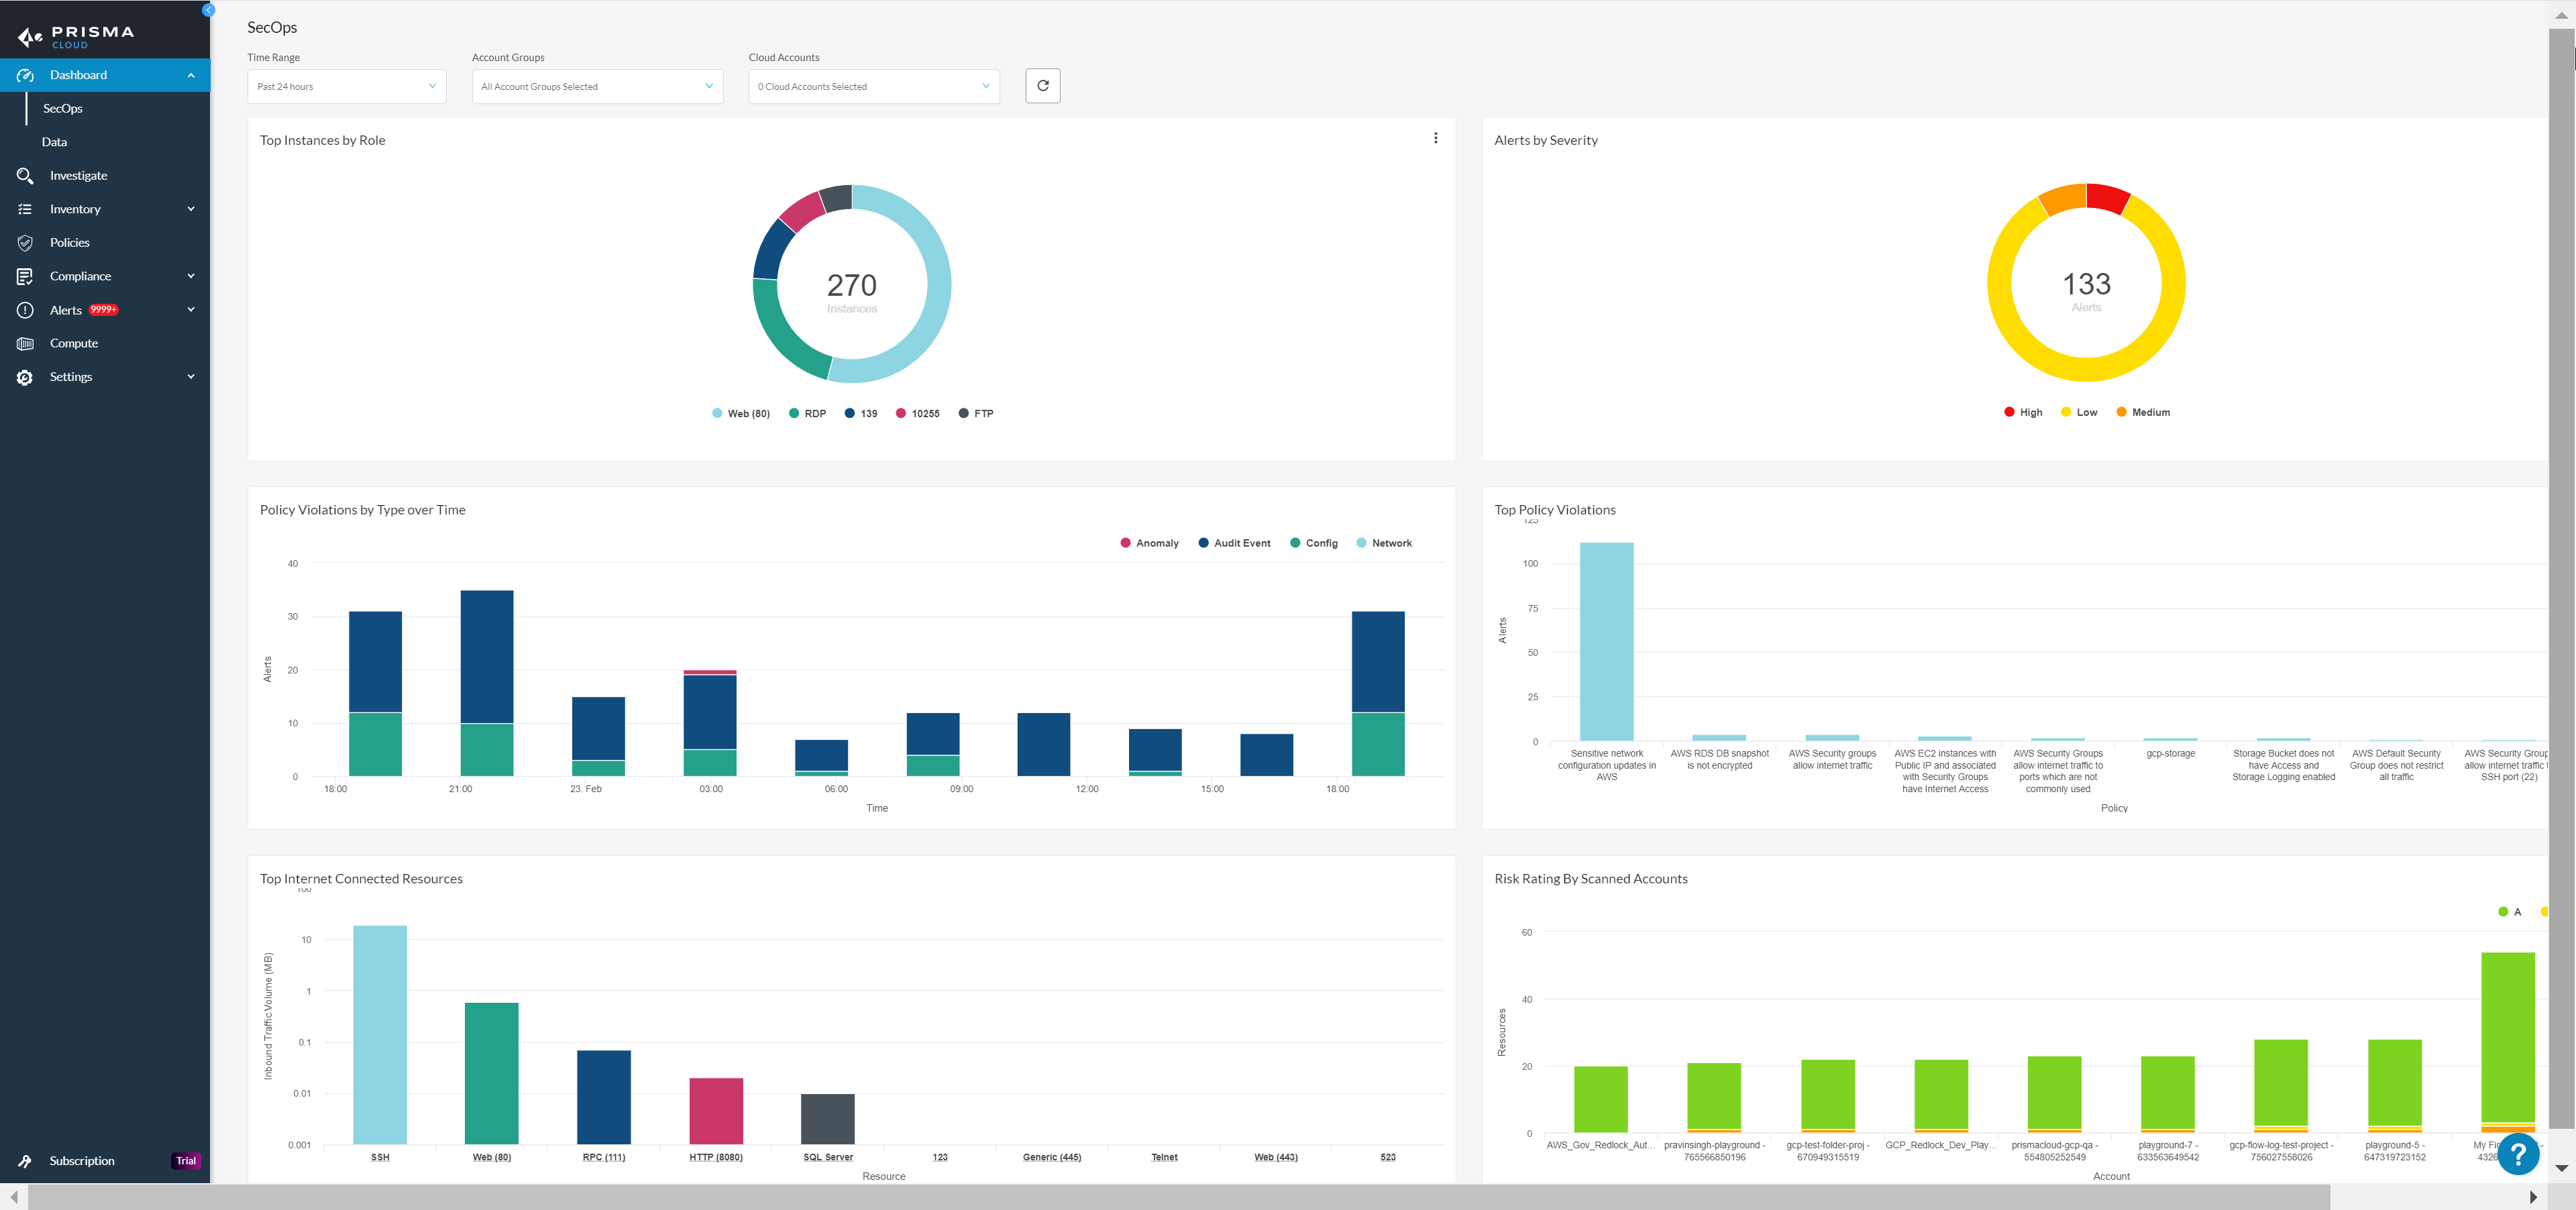 PRISMA
CLOUD
Dashboard
SecOps
Data
Investigate
Inventory
Policies
Compliance
Alerts 9999+
Compute
Settings
Subscription Trial
SecOps
Time Range
Past 24 hours
Account Groups
All Account Groups Selected
Cloud Accounts
0 Cloud Accounts Selected
Top Instances by Role
270
Instances
Web (80) RDP 139 10255 FTP
Alerts by Severity
133
Alerts
High Low Medium
Policy Violations by Type over Time
Anomaly Audit Event Config Network
Alerts
40
30
20
10
0
18:00 21:00 23. Feb 03:00 06:00 09:00 12:00 15:00 18:00
Time
Top Policy Violations
125
Alerts
100
75
50
25
0
Sensitive network
configuration updates in
AWS
AWS RDS DB snapshot
is not encrypted
AWS Security groups
allow internet traffic
AWS EC2 instances with
Public IP and associated
with Security Groups
have Internet Access
AWS Security Groups
allow internet traffic to
ports which are not
commonly used
gcp-storage
Storage Bucket does not
have Access and
Storage Logging enabled
AWS Default Security
Group does not restrict
all traffic
AWS Security Group
allow internet traffic
SSH port (22)
Policy
Top Internet Connected Resources
100
Inbound Traffic Volume (MB)
10
1
0.1
0.01
0.001
SSH Web (80) RPC (111) HTTP (8080) SQL Server 123 Generic (445) Telnet Web (443) 523
Resource
Risk Rating By Scanned Accounts
A
Resources
60
40
20
0
AWS_Gov_Redlock_Aut...
pravinsingh-playground -
765566850196
gcp-test-folder-proj -
670949315519
GCP_Redlock_Dev_Play...
prismacloud-gcp-qa -
554805252549
playground-7 -
633563649542
gcp-flow-log-test-project -
756027558026
playground-5 -
647319723152
My
Account
?